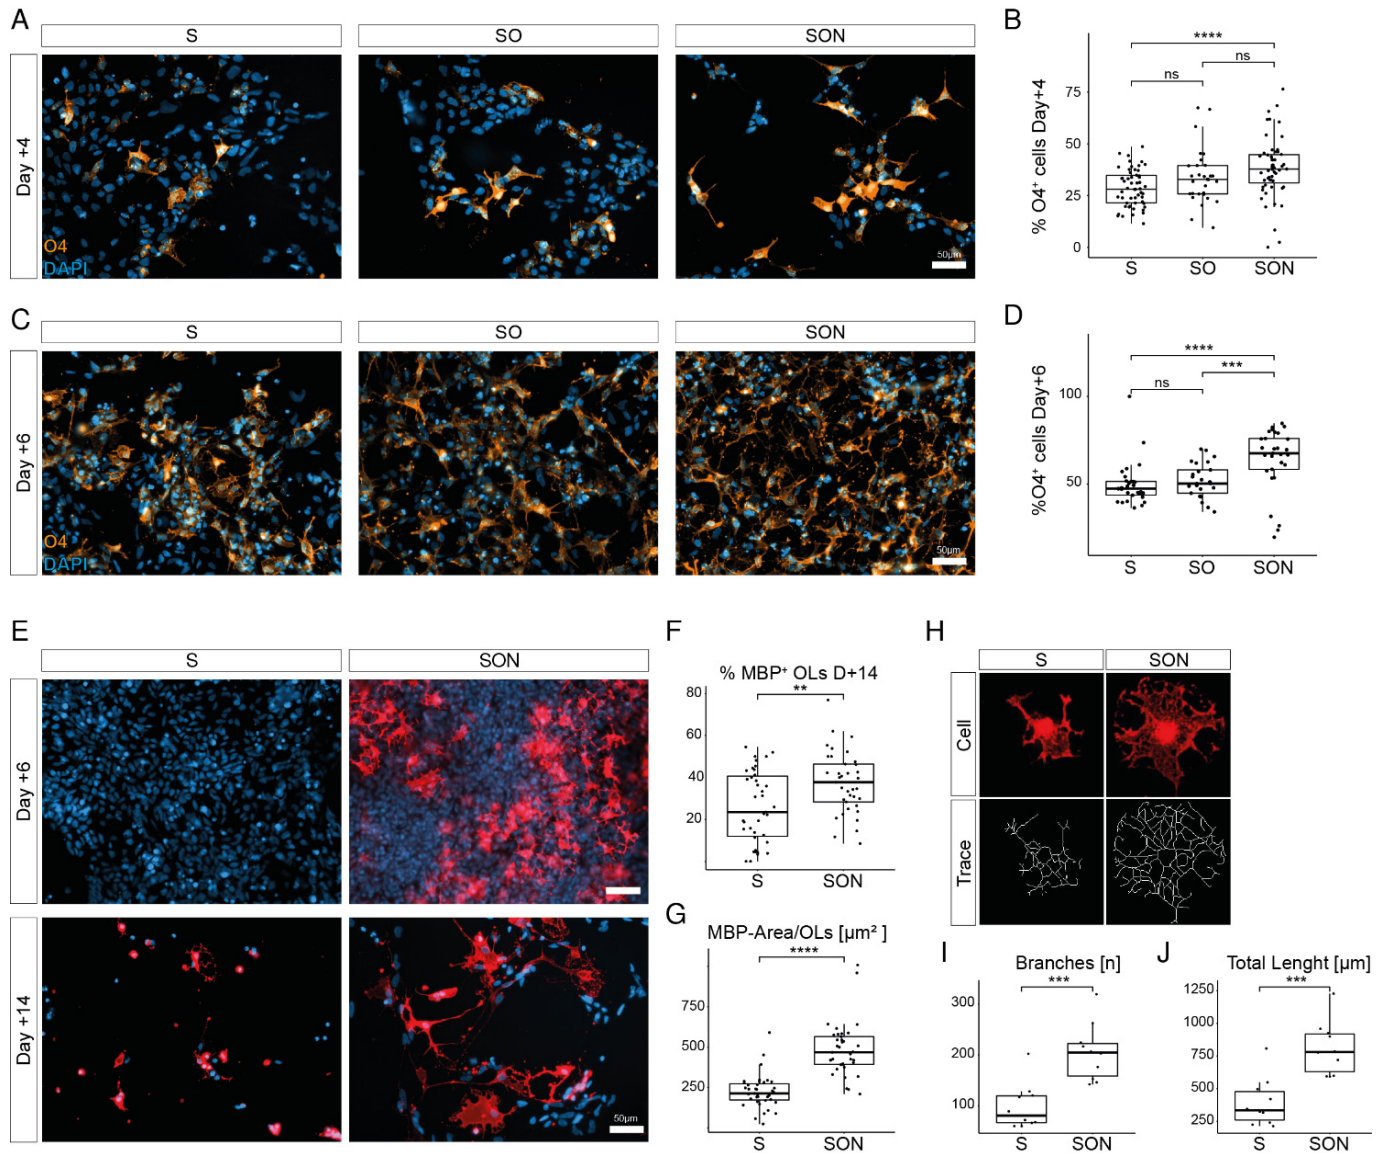 A
S
SO
SON
Day +4
O4
DAPI
50µm
B
% O4⁺ cells Day+4
****
ns
ns
75
50
25
0
S
SO
SON
C
S
SO
SON
Day +6
O4
DAPI
50µm
D
%O4⁺ cells Day+6
****
***
ns
100
50
S
SO
SON
E
S
SON
Day +6
Day +14
50µm
F
% MBP⁺ OLs D+14
**
80
60
40
20
S
SON
G
MBP-Area/OLs [µm² ]
****
750
500
250
S
SON
H
S
SON
Cell
Trace
I
Branches [n]
***
300
200
100
S
SON
J
Total Lenght [µm]
***
1250
1000
750
500
250
S
SON